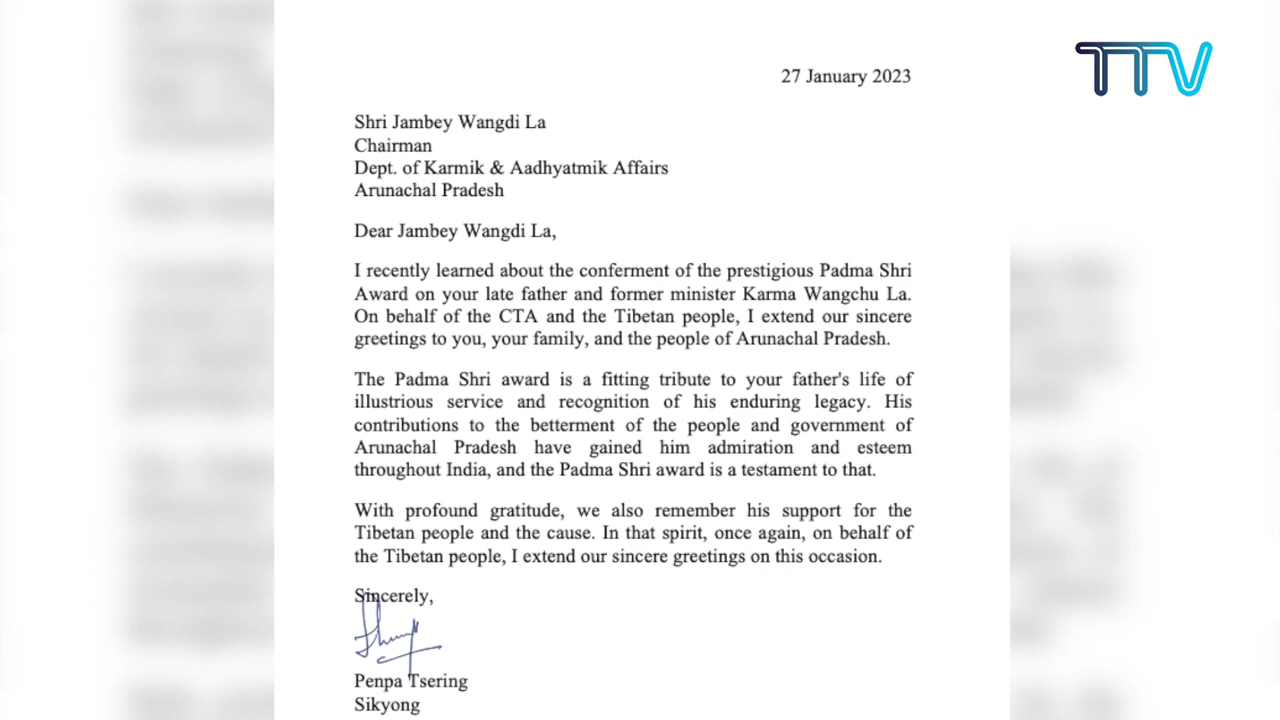 TTV
27 January 2023
Shri Jambey Wangdi La
Chairman
Dept. of Karmik & Aadhyatmik Affairs
Arunachal Pradesh
Dear Jambey Wangdi La,
I recently learned about the conferment of the prestigious Padma Shri
Award on your late father and former minister Karma Wangchu La.
On behalf of the CTA and the Tibetan people, I extend our sincere
greetings to you, your family, and the people of Arunachal Pradesh.
The Padma Shri award is a fitting tribute to your father's life of
illustrious service and recognition of his enduring legacy. His
contributions to the betterment of the people and government of
Arunachal Pradesh have gained him admiration and esteem
throughout India, and the Padma Shri award is a testament to that.
With profound gratitude, we also remember his support for the
Tibetan people and the cause. In that spirit, once again, on behalf of
the Tibetan people, I extend our sincere greetings on this occasion.
Sincerely,
Penpa Tsering
Sikyong